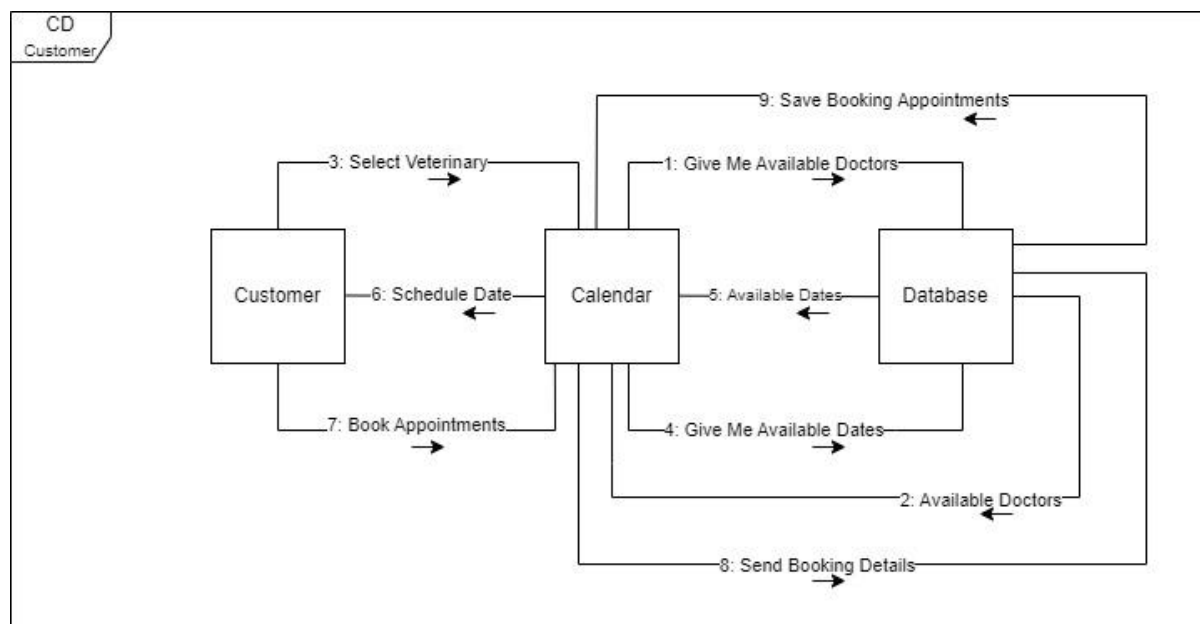 CD
Customer
9: Save Booking Appointments
3: Select Veterinary
1: Give Me Available Doctors
Customer
6: Schedule Date
Calendar
5: Available Dates
Database
7: Book Appointments
4: Give Me Available Dates
2: Available Doctors
8: Send Booking Details